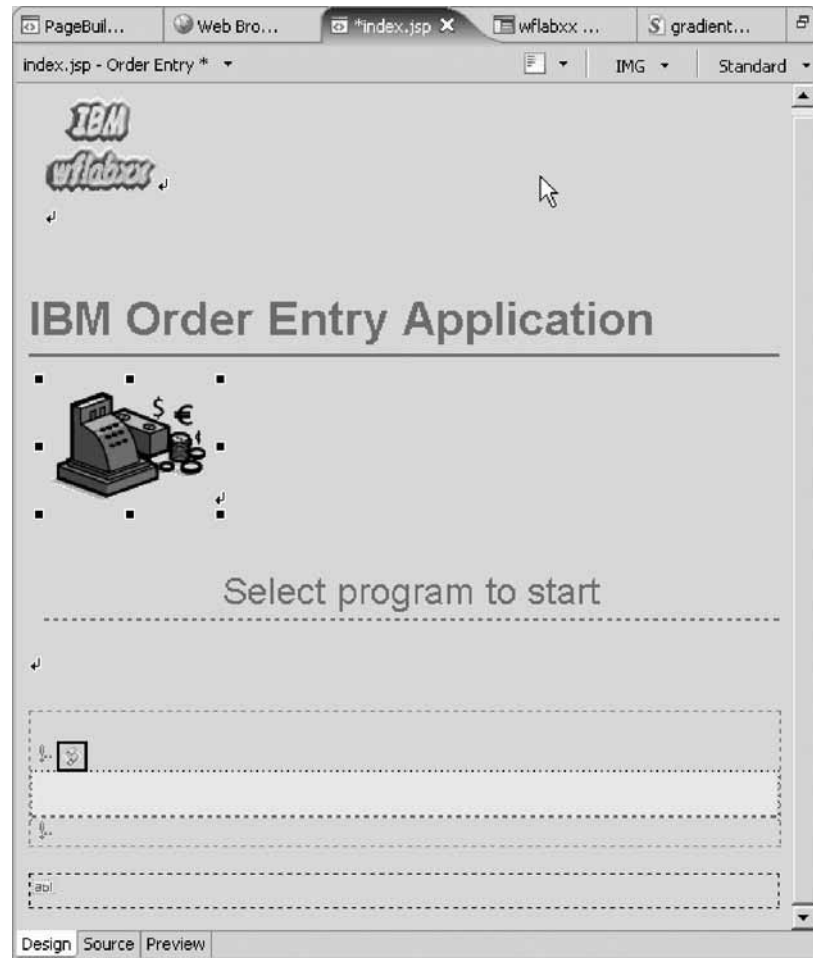 PageBuil... Web Bro... *index.jsp wflabxx ... gradient...
index.jsp - Order Entry * IMG Standard
IBM
wflabxx
IBM Order Entry Application
$ €
Select program to start
abl
Design Source Preview